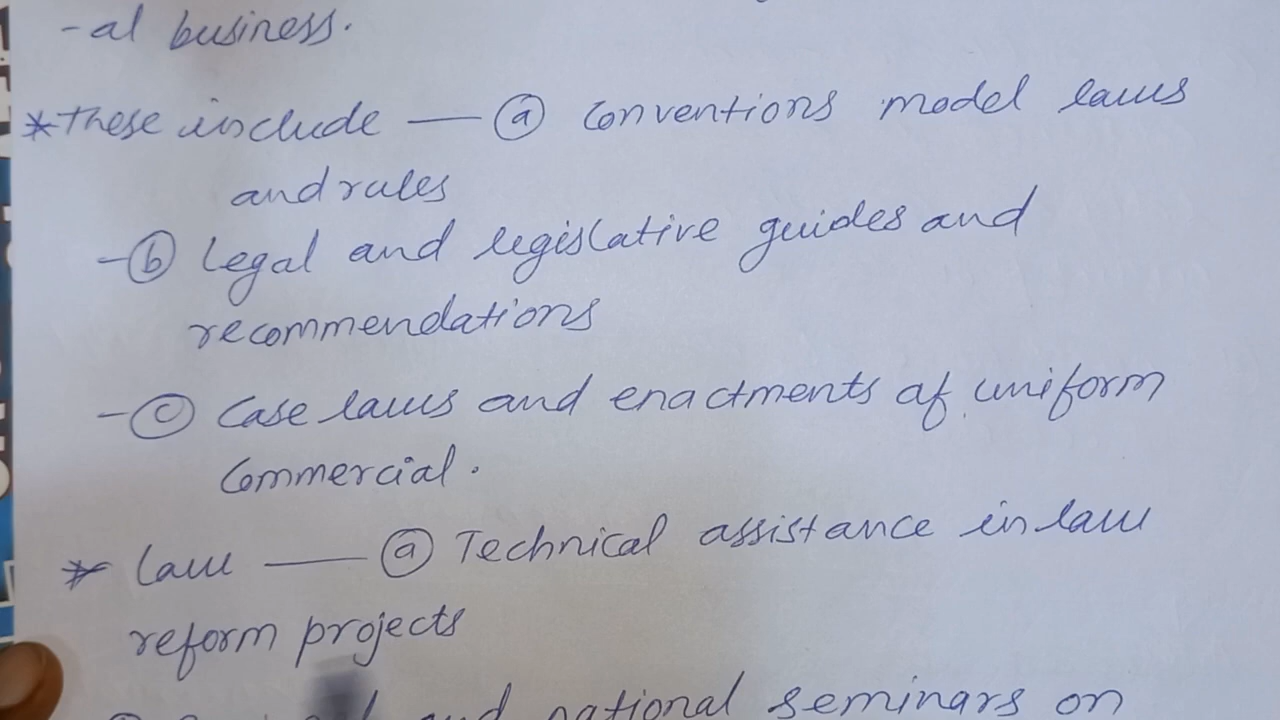 -al business.
*These include — ⓐ Conventions model laws
and rules
-ⓑ Legal and legislative guides and
recommendations
-ⓒ Case laws and enactments of uniform
Commercial.
* Law — ⓐ Technical assistance in law
reform projects
and national seminars on